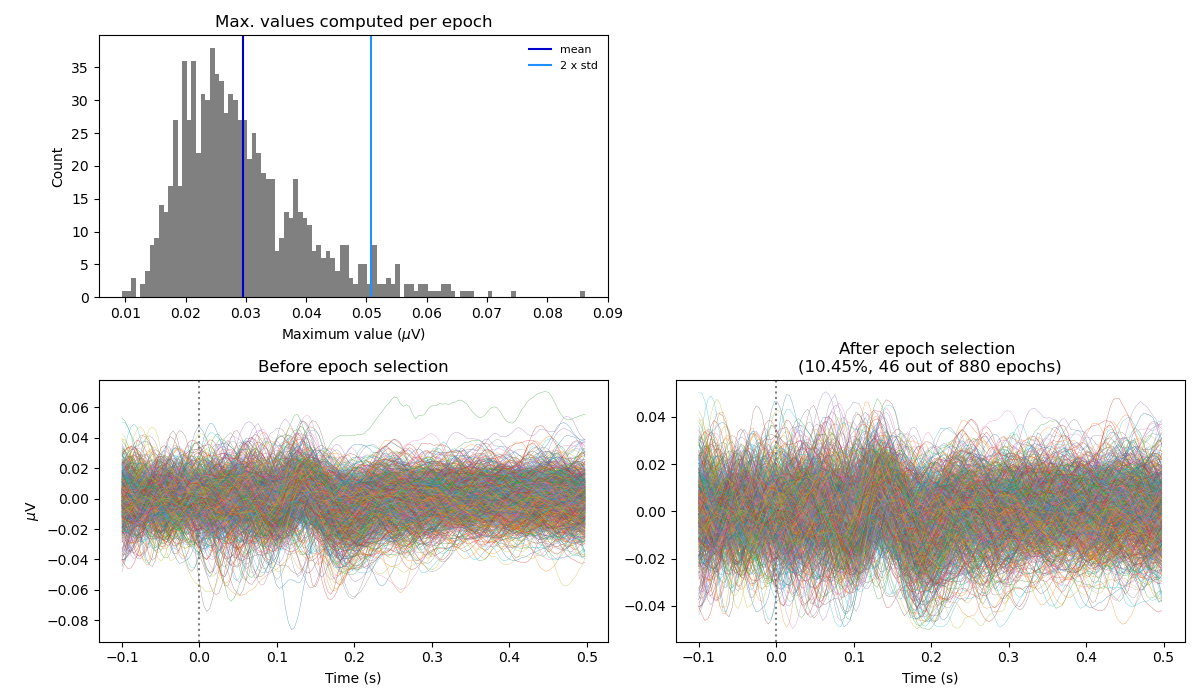 Max. values computed per epoch
mean
2 x std
35
30
25
20
15
10
5
0
Count
0.01 0.02 0.03 0.04 0.05 0.06 0.07 0.08 0.09
Maximum value (μV)
Before epoch selection
0.06
0.04
0.02
0.00
−0.02
−0.04
−0.06
−0.08
μV
−0.1 0.0 0.1 0.2 0.3 0.4 0.5
Time (s)
After epoch selection
(10.45%, 46 out of 880 epochs)
0.04
0.02
0.00
−0.02
−0.04
−0.1 0.0 0.1 0.2 0.3 0.4 0.5
Time (s)